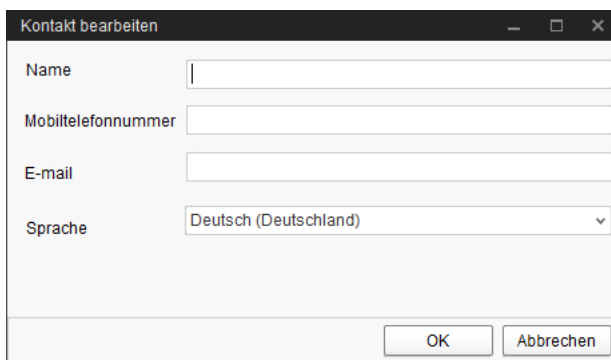 Kontakt bearbeiten
Name
Mobiltelefonnummer
E-mail
Sprache Deutsch (Deutschland)
OK Abbrechen